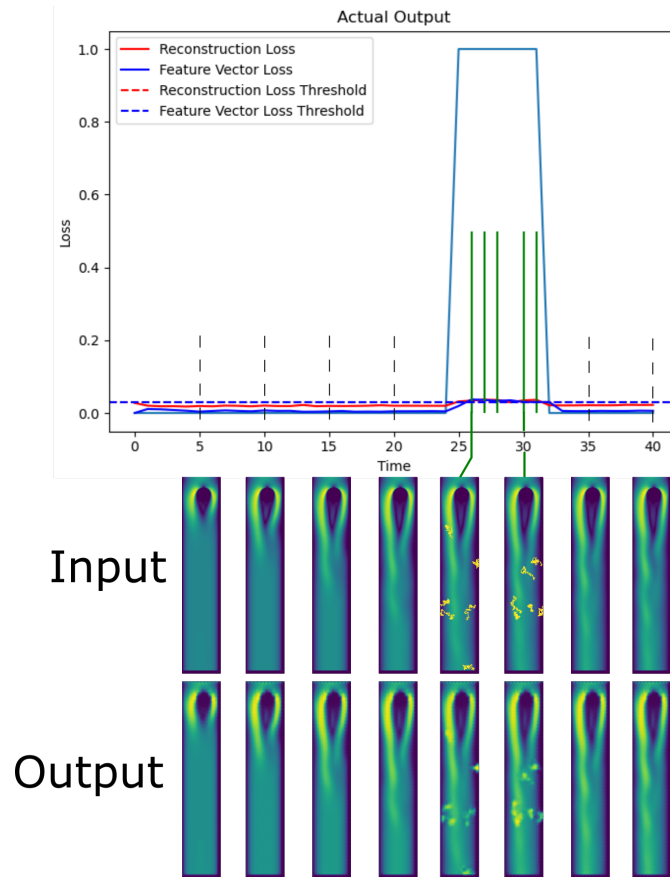 Actual Output
Reconstruction Loss
Feature Vector Loss
Reconstruction Loss Threshold
Feature Vector Loss Threshold
1.0
0.8
0.6
0.4
0.2
0.0
Loss
0 5 10 15 20 25 30 35 40
Time
Input
Output